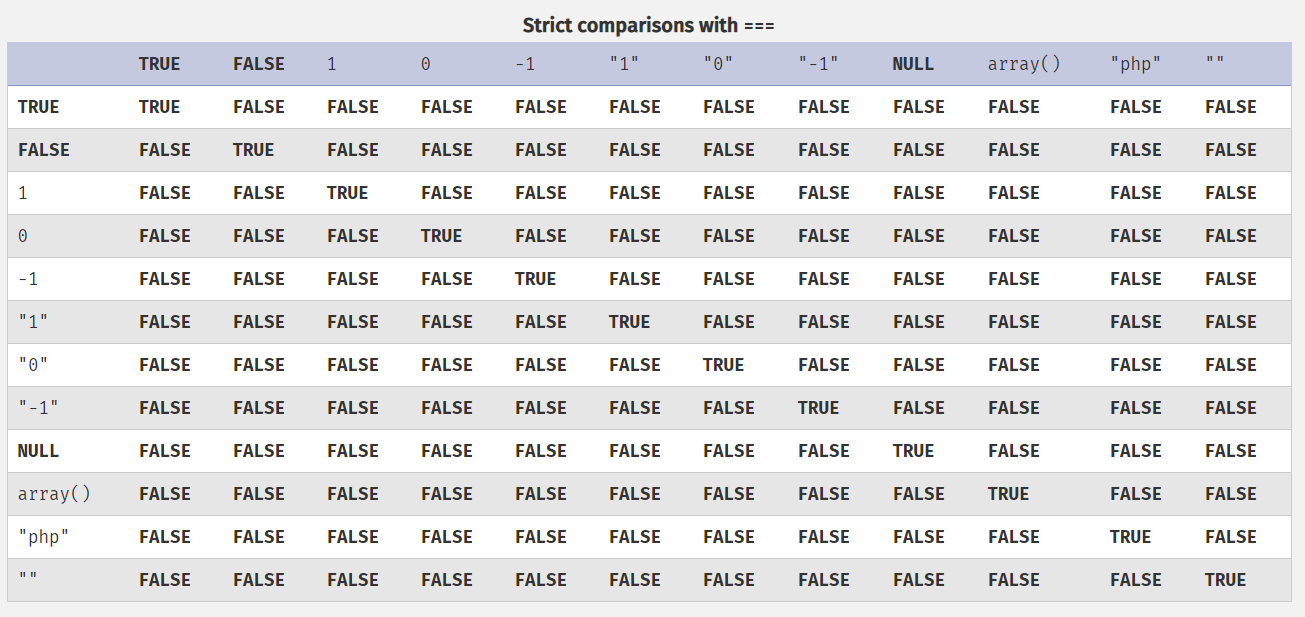 Strict comparisons with ===
TRUE FALSE 1 0 -1 "1" "0" "-1" NULL array() "php" ""
TRUE TRUE FALSE FALSE FALSE FALSE FALSE FALSE FALSE FALSE FALSE FALSE FALSE
FALSE FALSE TRUE FALSE FALSE FALSE FALSE FALSE FALSE FALSE FALSE FALSE FALSE
1 FALSE FALSE TRUE FALSE FALSE FALSE FALSE FALSE FALSE FALSE FALSE FALSE
0 FALSE FALSE FALSE TRUE FALSE FALSE FALSE FALSE FALSE FALSE FALSE FALSE
-1 FALSE FALSE FALSE FALSE TRUE FALSE FALSE FALSE FALSE FALSE FALSE FALSE
"1" FALSE FALSE FALSE FALSE FALSE TRUE FALSE FALSE FALSE FALSE FALSE FALSE
"0" FALSE FALSE FALSE FALSE FALSE FALSE TRUE FALSE FALSE FALSE FALSE FALSE
"-1" FALSE FALSE FALSE FALSE FALSE FALSE FALSE TRUE FALSE FALSE FALSE FALSE
NULL FALSE FALSE FALSE FALSE FALSE FALSE FALSE FALSE TRUE FALSE FALSE FALSE
array() FALSE FALSE FALSE FALSE FALSE FALSE FALSE FALSE FALSE TRUE FALSE FALSE
"php" FALSE FALSE FALSE FALSE FALSE FALSE FALSE FALSE FALSE FALSE TRUE FALSE
"" FALSE FALSE FALSE FALSE FALSE FALSE FALSE FALSE FALSE FALSE FALSE TRUE